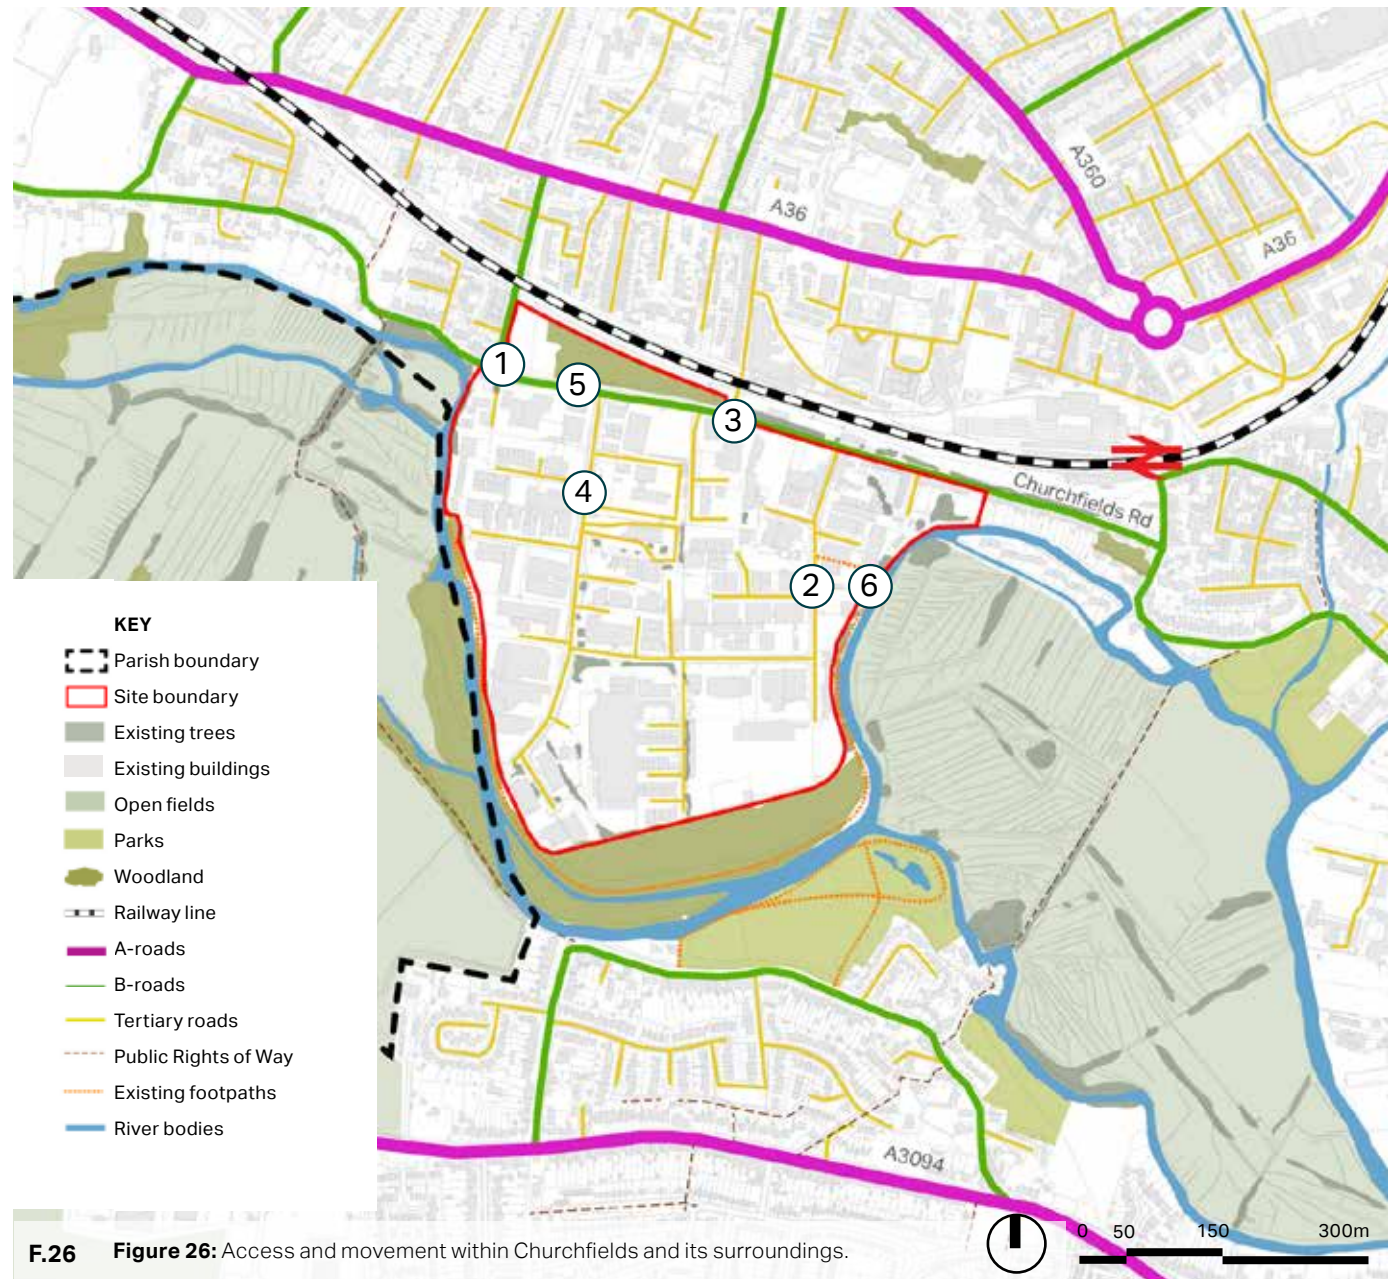 A360
A36
A36
1
5
3
4
Churchfields Rd
2
6
KEY
Parish boundary
Site boundary
Existing trees
Existing buildings
Open fields
Parks
Woodland
Railway line
A-roads
B-roads
Tertiary roads
Public Rights of Way
Existing footpaths
River bodies
A3094
0 50 150 300m
F.26 Figure 26: Access and movement within Churchfields and its surroundings.